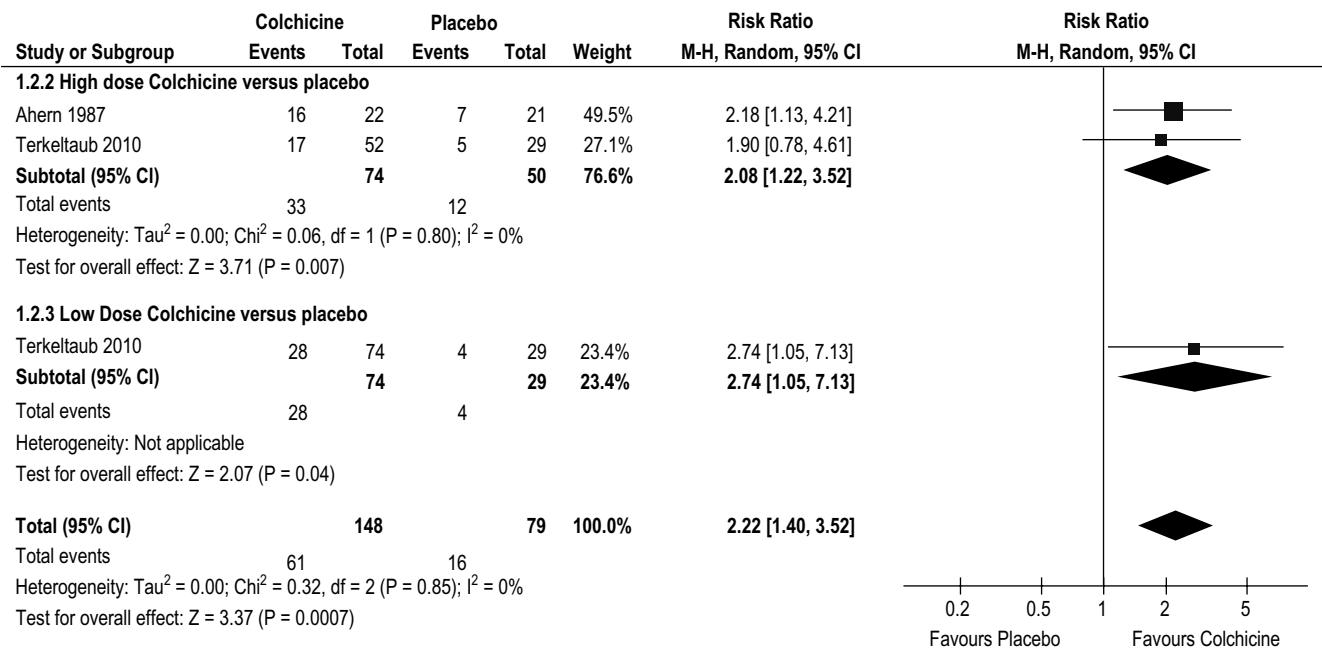 Colchicine Placebo Risk Ratio Risk Ratio
Study or Subgroup Events Total Events Total Weight M-H, Random, 95% CI M-H, Random, 95% CI
1.2.2 High dose Colchicine versus placebo
Ahern 1987 16 22 7 21 49.5% 2.18 [1.13, 4.21]
Terkeltaub 2010 17 52 5 29 27.1% 1.90 [0.78, 4.61]
Subtotal (95% CI) 74 50 76.6% 2.08 [1.22, 3.52]
Total events 33 12
Heterogeneity: Tau² = 0.00; Chi² = 0.06, df = 1 (P = 0.80); I² = 0%
Test for overall effect: Z = 3.71 (P = 0.007)
1.2.3 Low Dose Colchicine versus placebo
Terkeltaub 2010 28 74 4 29 23.4% 2.74 [1.05, 7.13]
Subtotal (95% CI) 74 29 23.4% 2.74 [1.05, 7.13]
Total events 28 4
Heterogeneity: Not applicable
Test for overall effect: Z = 2.07 (P = 0.04)
Total (95% CI) 148 79 100.0% 2.22 [1.40, 3.52]
Total events 61 16
Heterogeneity: Tau² = 0.00; Chi² = 0.32, df = 2 (P = 0.85); I² = 0%
Test for overall effect: Z = 3.37 (P = 0.0007)
0.2 0.5 1 2 5
Favours Placebo Favours Colchicine